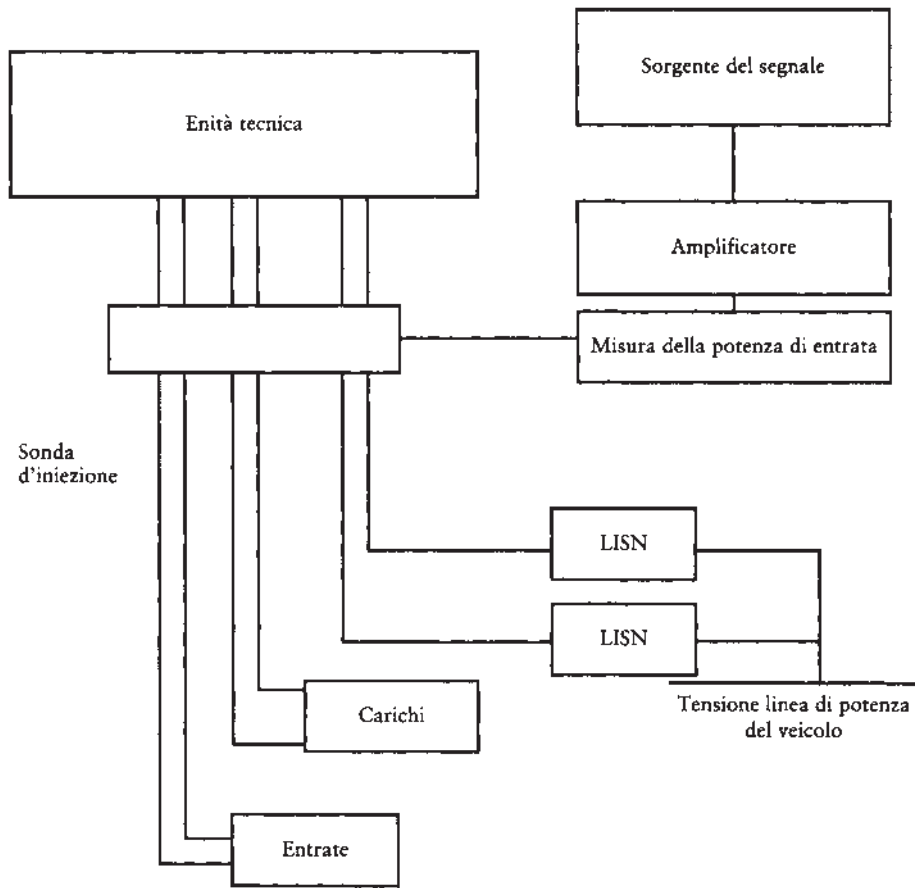 Sorgente del segnale
Enità tecnica
Amplificatore
Misura della potenza di entrata
Sonda
d'iniezione
LISN
LISN
Carichi
Tensione linea di potenza
del veicolo
Entrate